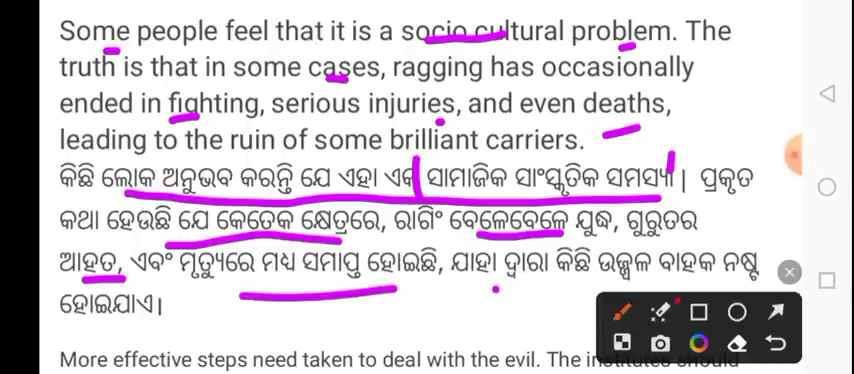 Some people feel that it is a socio cultural problem. The
truth is that in some cases, ragging has occasionally
ended in fighting, serious injuries, and even deaths,
leading to the ruin of some brilliant carriers.
କିଛି ଲୋକ ଅନୁଭବ କରନ୍ତି ଯେ ଏହା ଏକ ସାମାଜିକ ସାଂସ୍କୃତିକ ସମସ୍ୟା। ପ୍ରକୃତ
କଥା ହେଉଛି ଯେ କେତେକ କ୍ଷେତ୍ରରେ, ରାଗିଂ ବେଳେବେଳେ ଯୁଦ୍ଧ, ଗୁରୁତର
ଆହତ, ଏବଂ ମୃତ୍ୟୁରେ ମଧ୍ୟ ସମାପ୍ତ ହୋଇଛି, ଯାହା ଦ୍ୱାରା କିଛି ଉଜ୍ଜ୍ୱଳ ବାହକ ନଷ୍ଟ
ହୋଇଯାଏ।
More effective steps need taken to deal with the evil. The institutes should